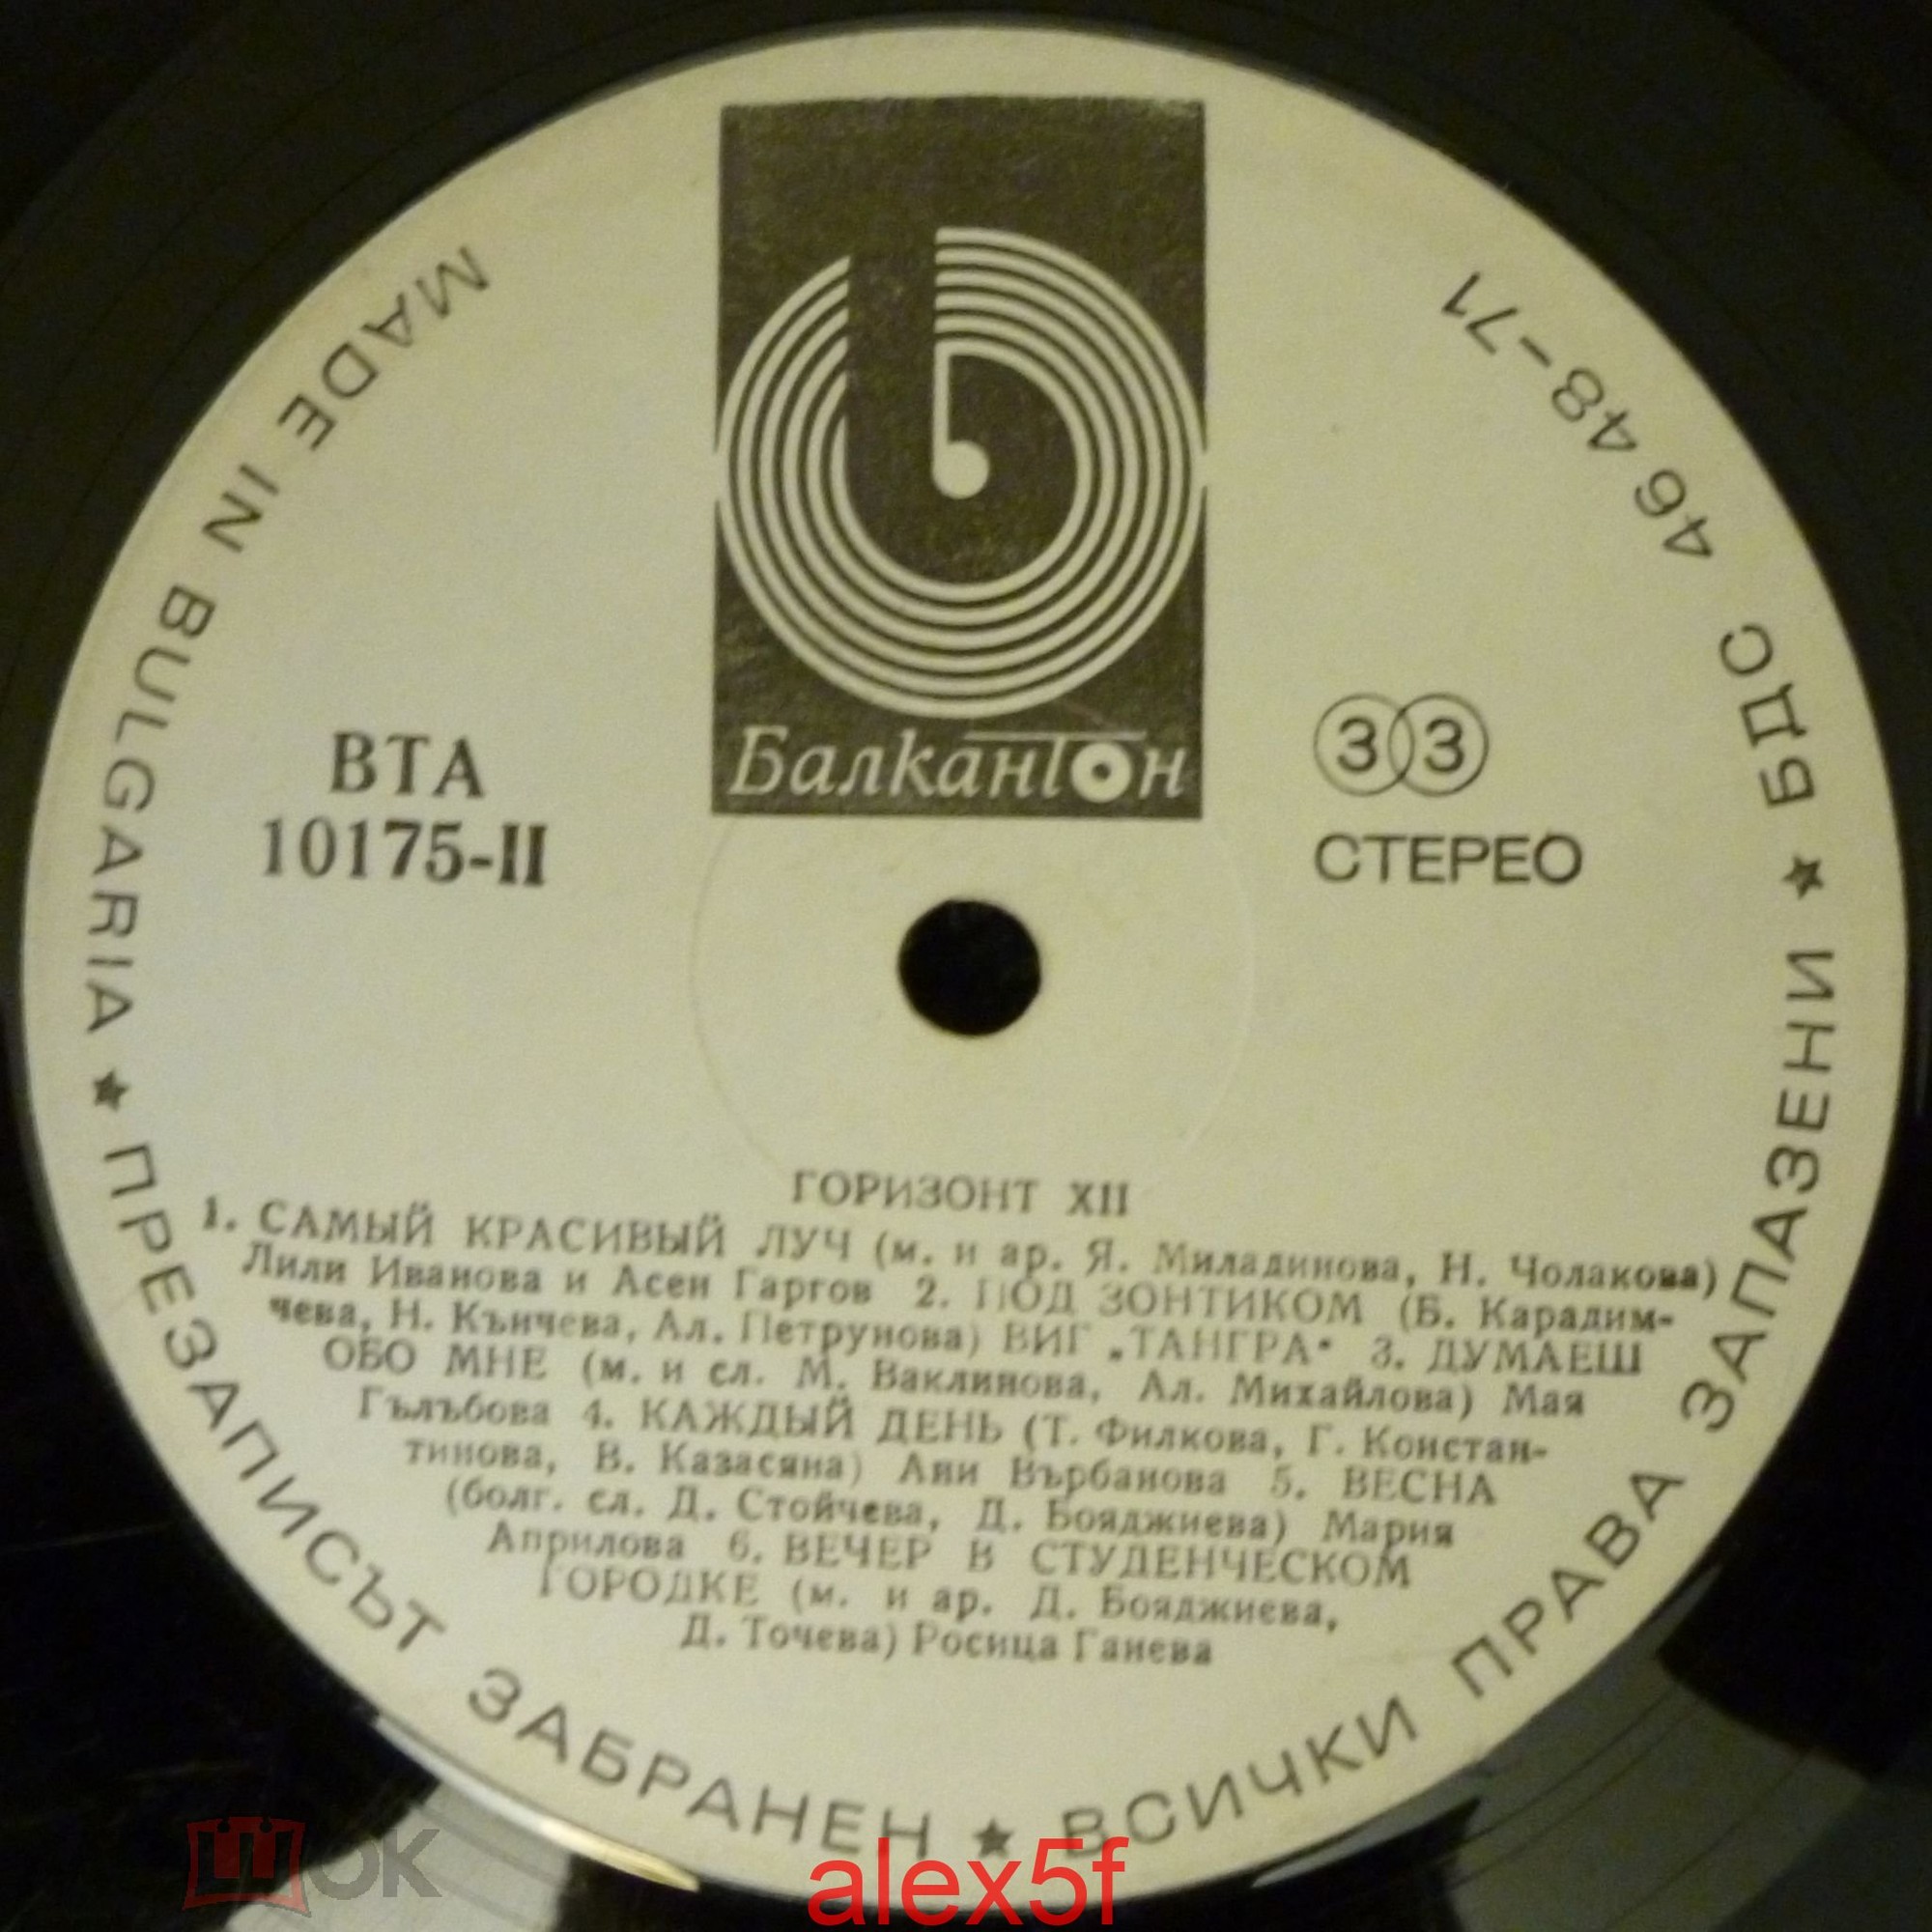 Балкантон
ВТА
10175-II
33
СТЕРЕО
ГОРИЗОНТ XII
1. САМЫЙ КРАСИВЫЙ ЛУЧ (м. и ар. Я. Миладинова, Н. Чолакова)
Лили Иванова и Асен Гаргов 2. ПОД ЗОНТИКОМ (Б. Карадим-
чева, Н. Кънчева, Ал. Петрунова) ВИГ „ТАНГРА" 3. ДУМАЕШ
ОБО МНЕ (м. и сл. М. Ваклинова, Ал. Михайлова) Мая
Гълъбова 4. КАЖДЫЙ ДЕНЬ (Т. Филкова, Г. Констан-
тинова, В. Казасяна) Ани Върбанова 5. ВЕСНА
(болг. сл. Д. Стойчева, Д. Бояджиева) Мария
Априлова 6. ВЕЧЕР В СТУДЕНЧЕСКОМ
ГОРОДКЕ (м. и ар. Д. Бояджиева,
Д. Точева) Росица Ганева
MADE IN BULGARIA ★ ПРЕЗАПИСЪТ ЗАБРАНЕН ★ ВСИЧКИ ПРАВА ЗАПАЗЕНИ ★ БДС 4648-71
шок
alex5f